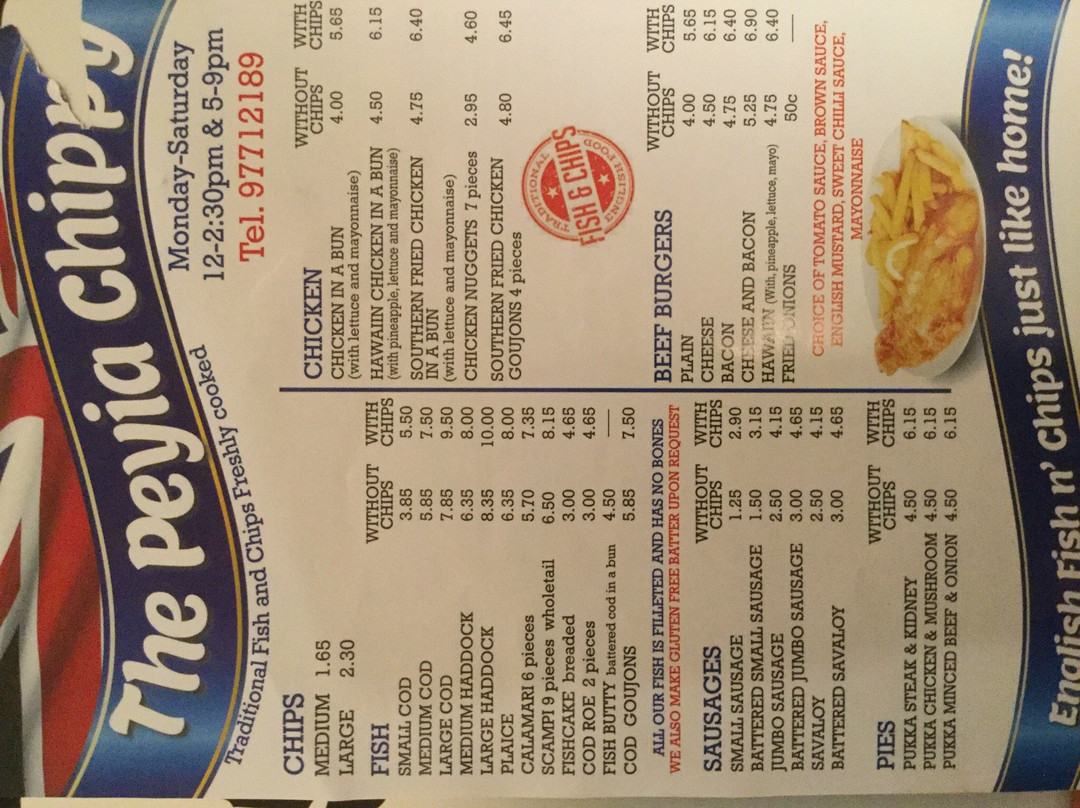 The Peyia Chippy
Traditional Fish and Chips Freshly cooked
Monday-Saturday
12-2:30pm & 5-9pm
Tel. 97712189
CHIPS
MEDIUM 1.65
LARGE 2.30
FISH WITHOUT CHIPS WITH CHIPS
SMALL COD 3.85 5.50
MEDIUM COD 5.85 7.50
LARGE COD 7.85 9.50
MEDIUM HADDOCK 6.35 8.00
LARGE HADDOCK 8.35 10.00
PLAICE 6.35 8.00
CALAMARI 6 pieces 5.70 7.35
SCAMPI 9 pieces wholetail 6.50 8.15
FISHCAKE breaded 3.00 4.65
COD ROE 2 pieces 3.00 4.65
FISH BUTTY battered cod in a bun 4.50 —
COD GOUJONS 5.85 7.50
ALL OUR FISH IS FILLETED AND HAS NO BONES
WE ALSO MAKE GLUTEN FREE BATTER UPON REQUEST
SAUSAGES WITHOUT CHIPS WITH CHIPS
SMALL SAUSAGE 1.25 2.90
BATTERED SMALL SAUSAGE 1.50 3.15
JUMBO SAUSAGE 2.50 4.15
BATTERED JUMBO SAUSAGE 3.00 4.65
SAVALOY 2.50 4.15
BATTERED SAVALOY 3.00 4.65
PIES WITHOUT CHIPS WITH CHIPS
PUKKA STEAK & KIDNEY 4.50 6.15
PUKKA CHICKEN & MUSHROOM 4.50 6.15
PUKKA MINCED BEEF & ONION 4.50 6.15
CHICKEN WITHOUT CHIPS WITH CHIPS
CHICKEN IN A BUN 4.00 5.65
(with lettuce and mayonnaise)
HAWAIIN CHICKEN IN A BUN 4.50 6.15
(with pineapple, lettuce and mayonnaise)
SOUTHERN FRIED CHICKEN 4.75 6.40
IN A BUN
(with lettuce and mayonnaise)
CHICKEN NUGGETS 7 pieces 2.95 4.60
SOUTHERN FRIED CHICKEN 4.80 6.45
GOUJONS 4 pieces
TRADITIONAL
FISH & CHIPS
ENGLISH FOOD
BEEF BURGERS WITHOUT CHIPS WITH CHIPS
PLAIN 4.00 5.65
CHEESE 4.50 6.15
BACON 4.75 6.40
CHEESE AND BACON 5.25 6.90
HAWAIIN (With, pineapple, lettuce, mayo) 4.75 6.40
FRIED ONIONS 50c —
CHOICE OF TOMATO SAUCE, BROWN SAUCE,
ENGLISH MUSTARD, SWEET CHILLI SAUCE,
MAYONNAISE
English Fish n' Chips just like home!